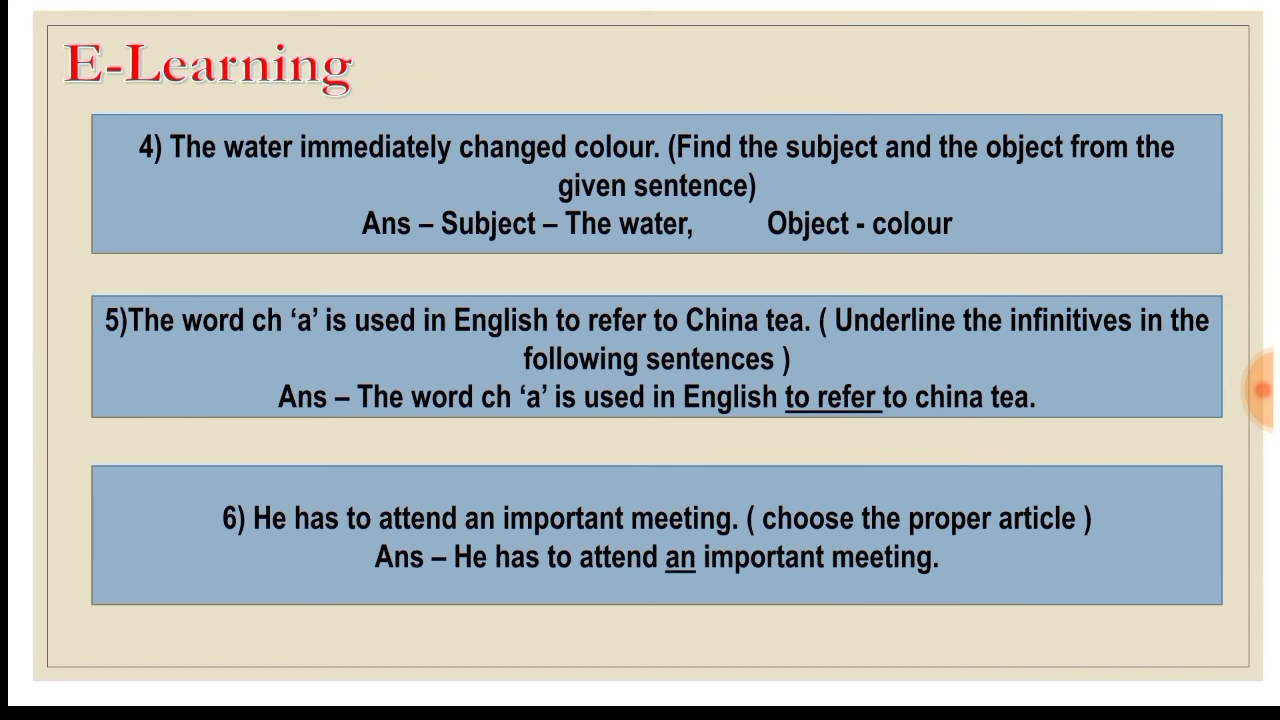 E-Learning
4) The water immediately changed colour. (Find the subject and the object from the
given sentence)
Ans – Subject – The water, Object - colour
5)The word ch ‘a’ is used in English to refer to China tea. ( Underline the infinitives in the
following sentences )
Ans – The word ch ‘a’ is used in English to refer to china tea.
6) He has to attend an important meeting. ( choose the proper article )
Ans – He has to attend an important meeting.